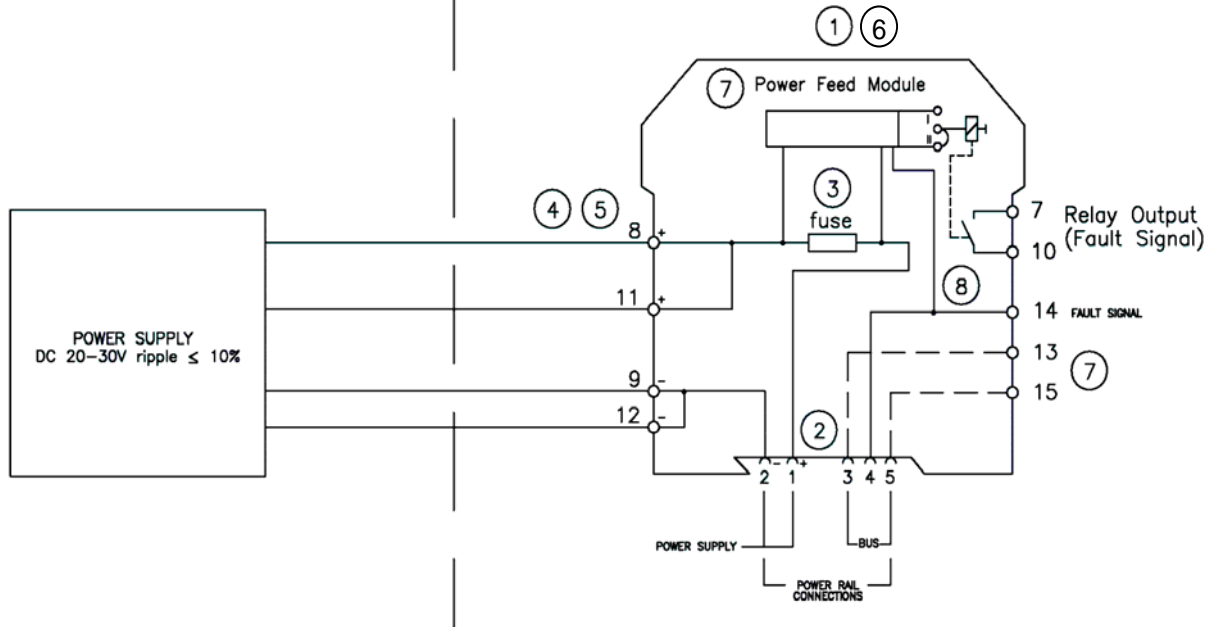 1 6
7 Power Feed Module
I
II
3
4 5
fuse
8 +
7 Relay Output
(Fault Signal)
10
11 +
8
14 FAULT SIGNAL
POWER SUPPLY
DC 20-30V ripple ≤ 10%
13
7
9 -
15
12 -
2
- +
2 1 3 4 5
POWER SUPPLY
BUS
POWER RAIL
CONNECTIONS